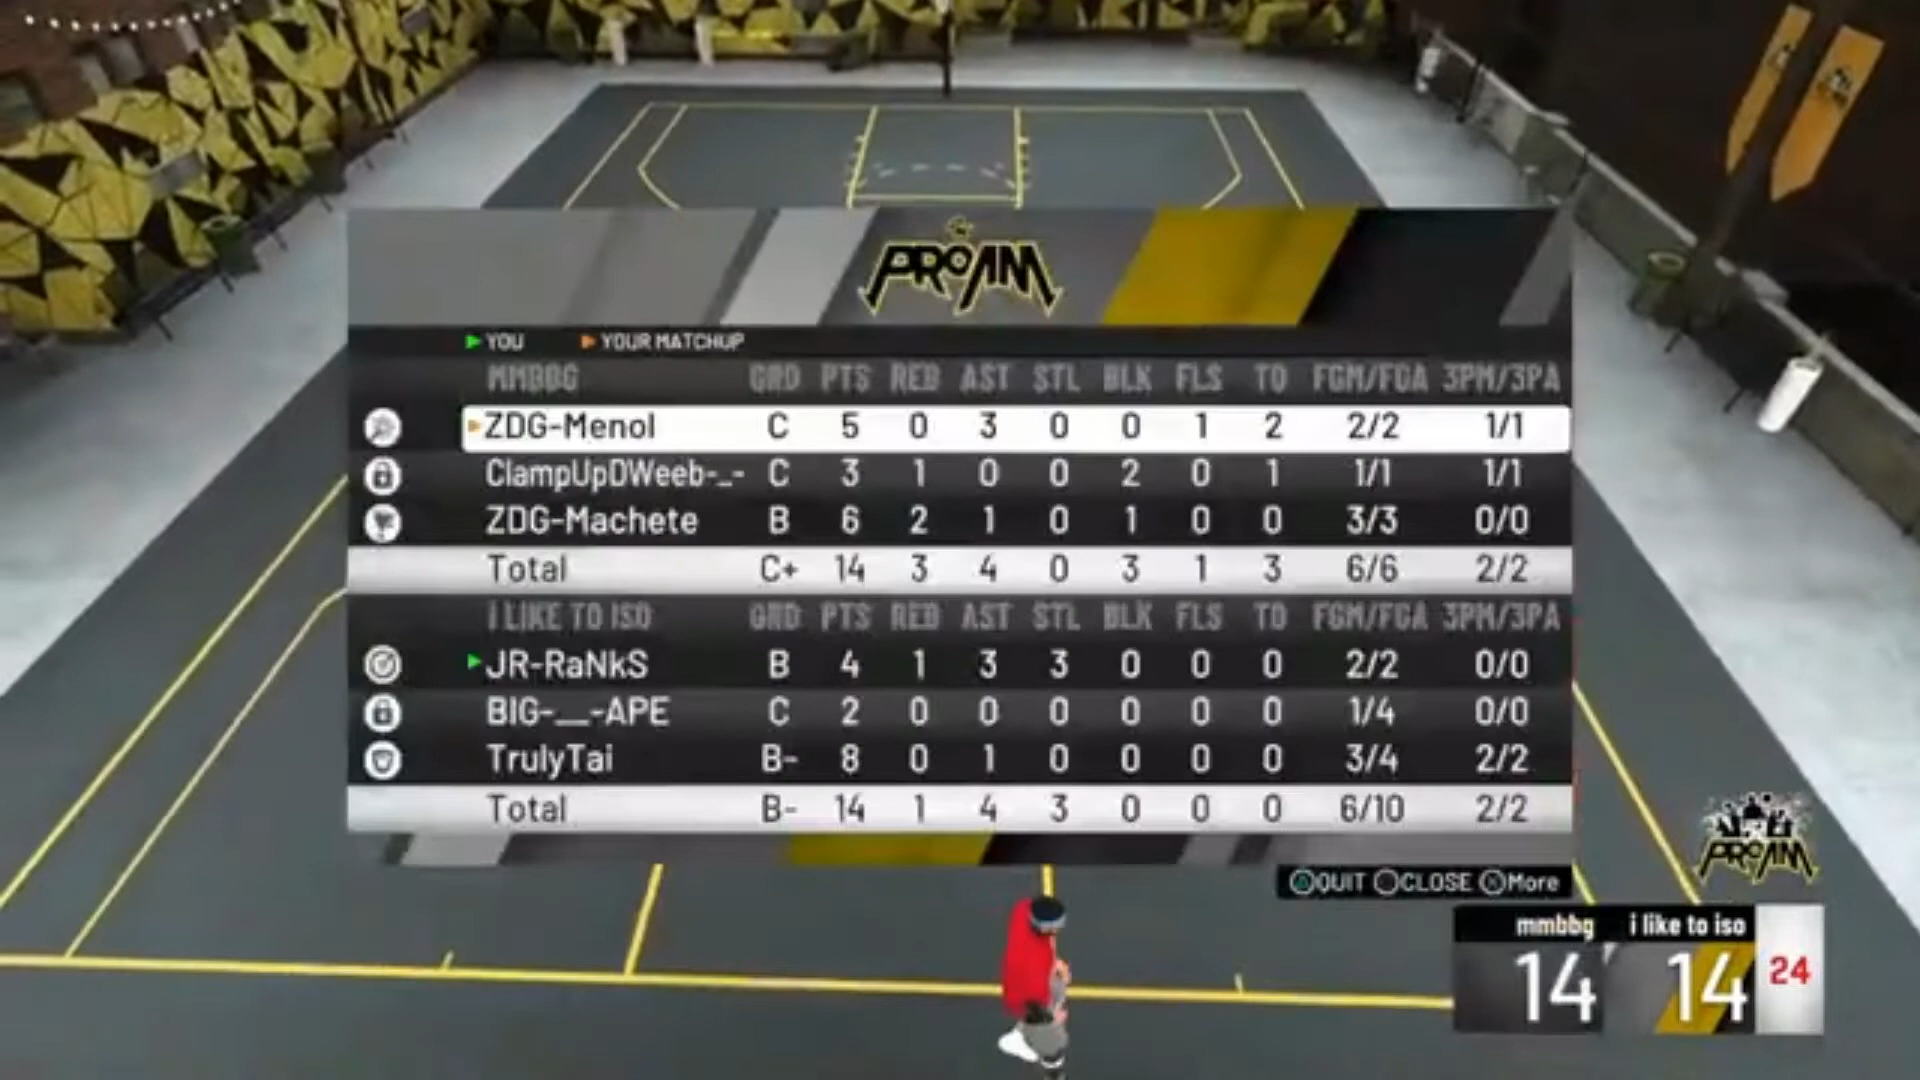 PRO AM
YOU YOUR MATCHUP
MMBBG GRD PTS REB AST STL BLK FLS TO FGM/FGA 3PM/3PA
ZDG-Menol C 5 0 3 0 0 1 2 2/2 1/1
ClampUpDWeeb-_- C 3 1 0 0 2 0 1 1/1 1/1
ZDG-Machete B 6 2 1 0 1 0 0 3/3 0/0
Total C+ 14 3 4 0 3 1 3 6/6 2/2
I LIKE TO ISO GRD PTS REB AST STL BLK FLS TO FGM/FGA 3PM/3PA
JR-RaNkS B 4 1 3 3 0 0 0 2/2 0/0
BIG-__-APE C 2 0 0 0 0 0 0 1/4 0/0
TrulyTai B- 8 0 1 0 0 0 0 3/4 2/2
Total B- 14 1 4 3 0 0 0 6/10 2/2
QUIT CLOSE More
PRO AM
mmbbg i like to iso
14 14 24